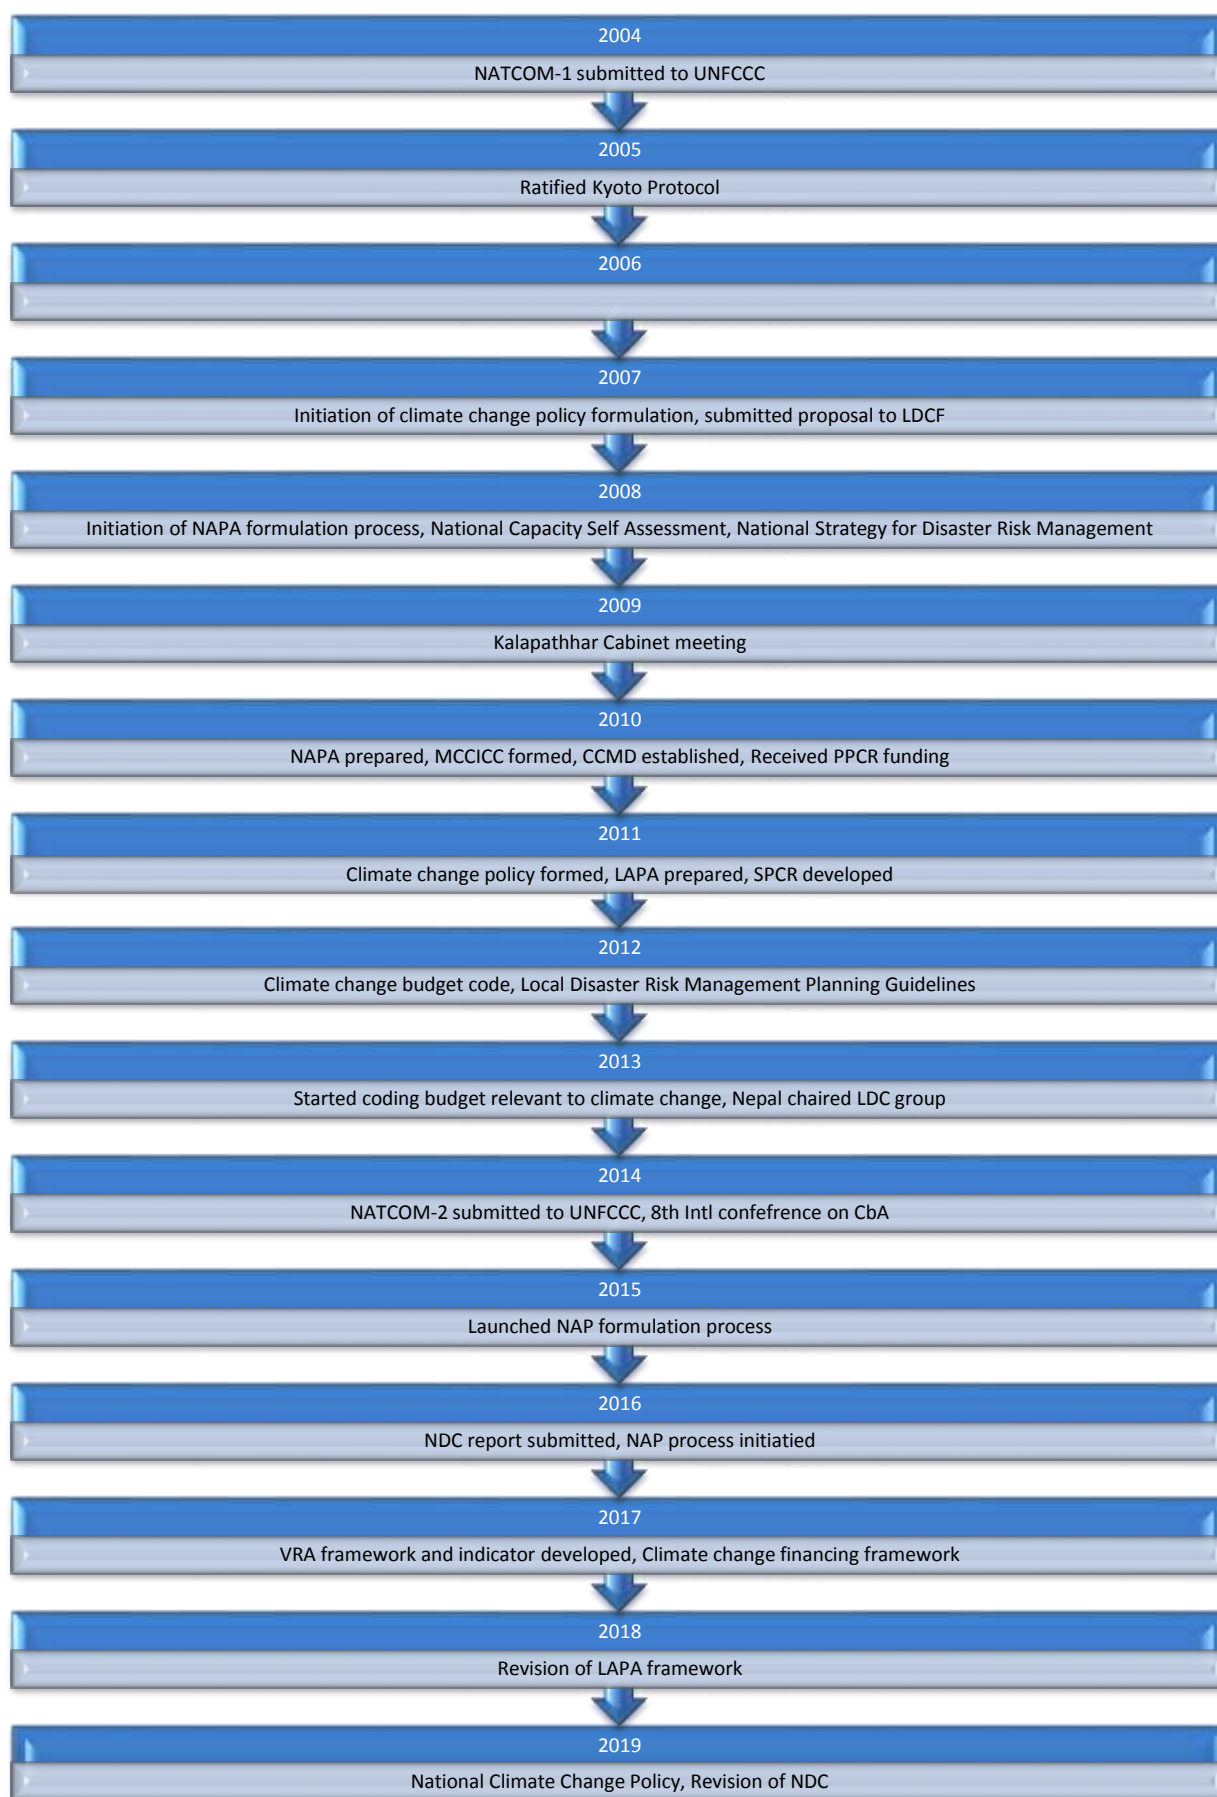 2004
NATCOM-1 submitted to UNFCCC
2005
Ratified Kyoto Protocol
2006
2007
Initiation of climate change policy formulation, submitted proposal to LDCF
2008
Initiation of NAPA formulation process, National Capacity Self Assessment, National Strategy for Disaster Risk Management
2009
Kalapathhar Cabinet meeting
2010
NAPA prepared, MCCICC formed, CCMD established, Received PPCR funding
2011
Climate change policy formed, LAPA prepared, SPCR developed
2012
Climate change budget code, Local Disaster Risk Management Planning Guidelines
2013
Started coding budget relevant to climate change, Nepal chaired LDC group
2014
NATCOM-2 submitted to UNFCCC, 8th Intl confefrence on CbA
2015
Launched NAP formulation process
2016
NDC report submitted, NAP process initiatied
2017
VRA framework and indicator developed, Climate change financing framework
2018
Revision of LAPA framework
2019
National Climate Change Policy, Revision of NDC